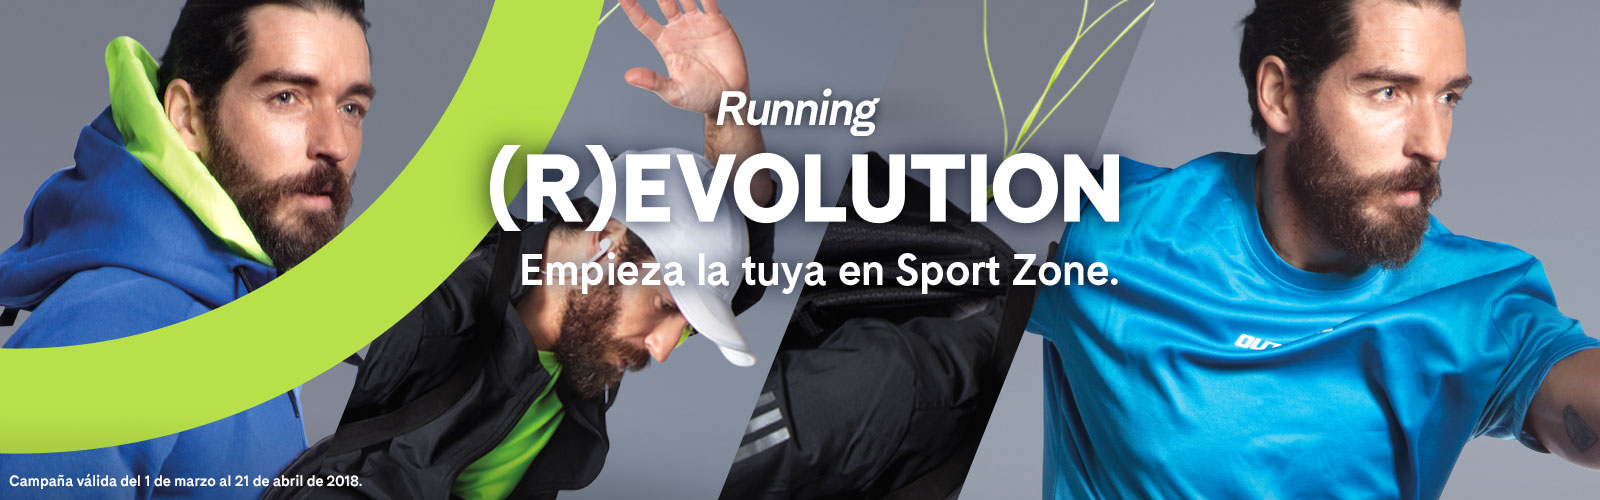 Running
(R)EVOLUTION
Empieza la tuya en Sport Zone.
Campaña válida del 1 de marzo al 21 de abril de 2018.